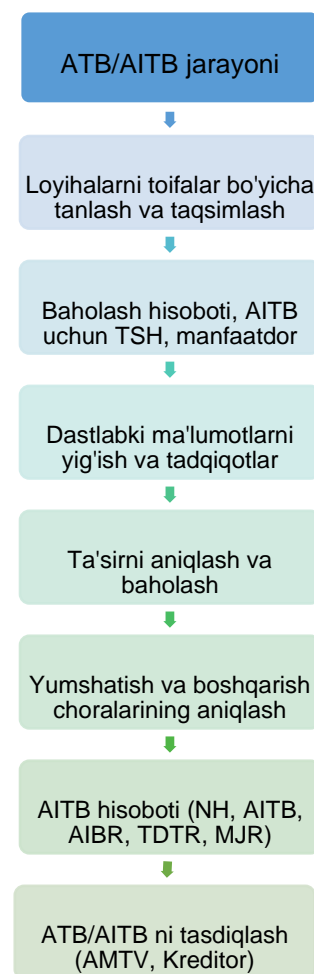 ATB/AITB jarayoni
Loyihalarni toifalar bo'yicha
tanlash va taqsimlash
Baholash hisoboti, AITB
uchun TSH, manfaatdor
Dastlabki ma'lumotlarni
yig'ish va tadqiqotlar
Ta'sirni aniqlash va
baholash
Yumshatish va boshqarish
choralarining aniqlash
AITB hisoboti (NH, AITB,
AIBR, TDTR, MJR)
ATB/AITB ni tasdiqlash
(AMTV, Kreditor)